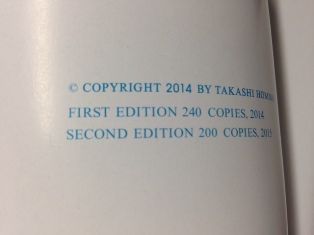 © COPYRIGHT 2014 BY TAKASHI
FIRST EDITION 240 COPIES, 2014
SECOND EDITION 200 COPIES, 2015